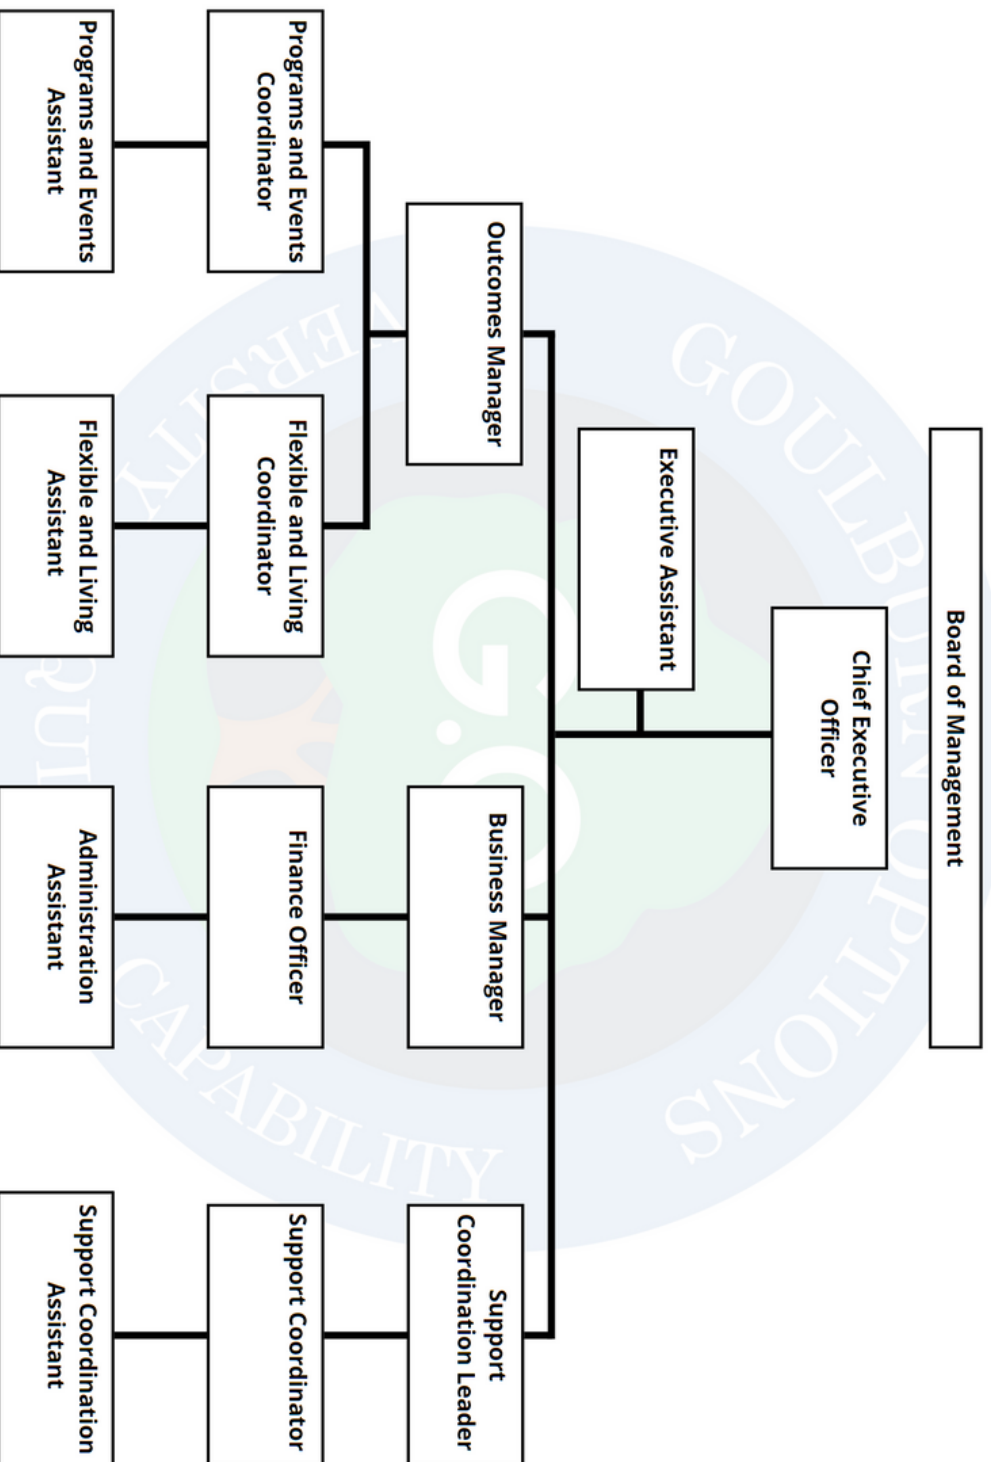 Board of Management
Chief Executive
Officer
Executive Assistant
Outcomes Manager
Business Manager
Support
Coordination Leader
Programs and Events
Coordinator
Flexible and Living
Coordinator
Finance Officer
Support Coordinator
Programs and Events
Assistant
Flexible and Living
Assistant
Administration
Assistant
Support Coordination
Assistant
GOULBURN OPTIONS
CAPABILITY
G.O